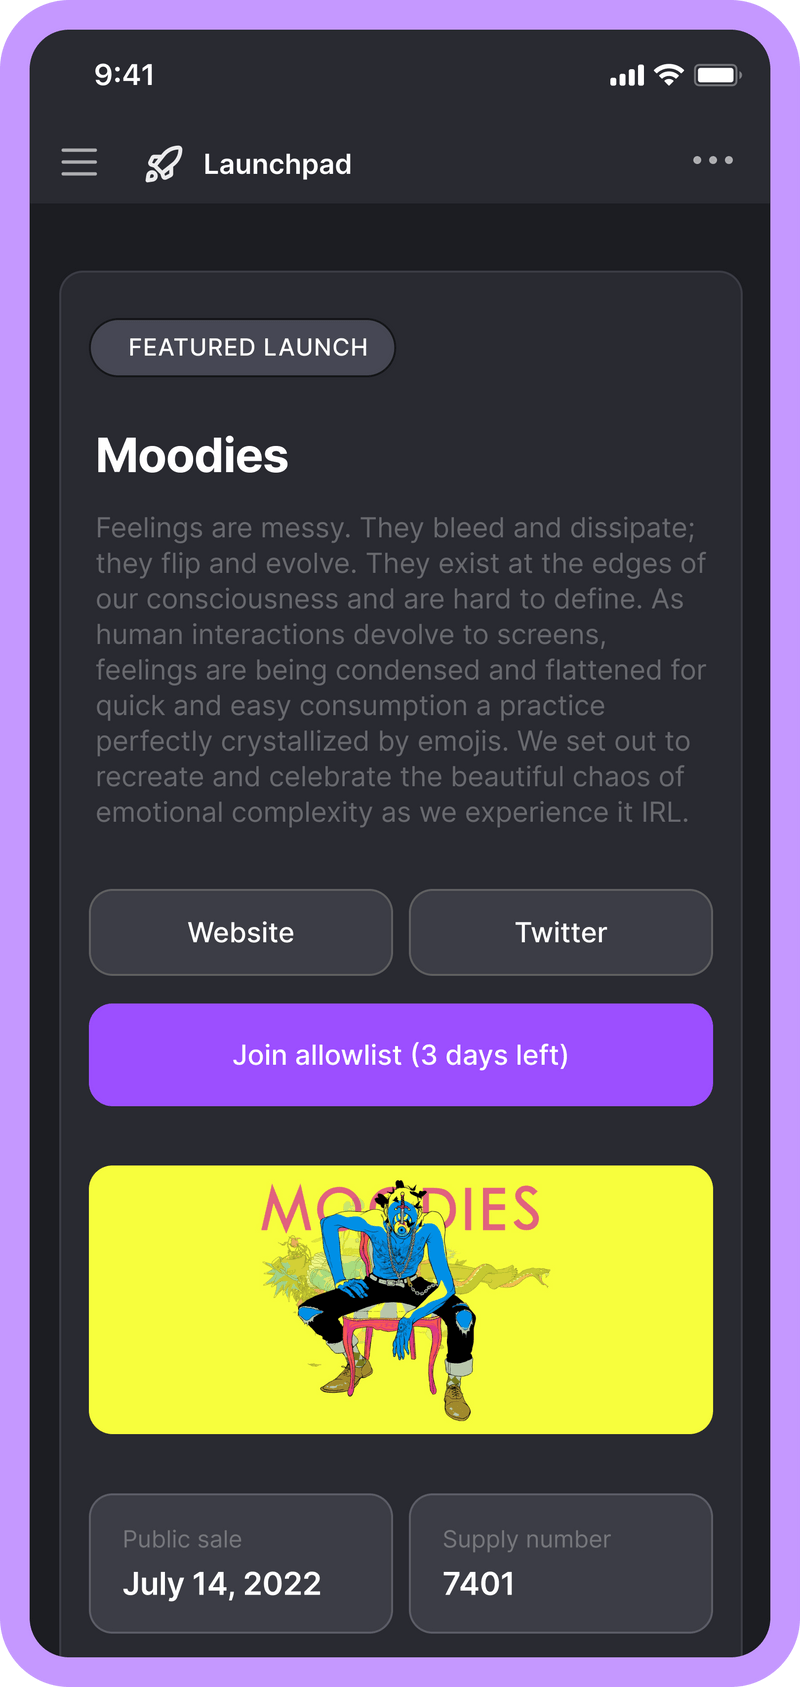 9:41
Launchpad
FEATURED LAUNCH
Moodies
Feelings are messy. They bleed and dissipate;
they flip and evolve. They exist at the edges of
our consciousness and are hard to define. As
human interactions devolve to screens,
feelings are being condensed and flattened for
quick and easy consumption a practice
perfectly crystallized by emojis. We set out to
recreate and celebrate the beautiful chaos of
emotional complexity as we experience it IRL.
Website
Twitter
Join allowlist (3 days left)
MOODIES
Public sale
July 14, 2022
Supply number
7401